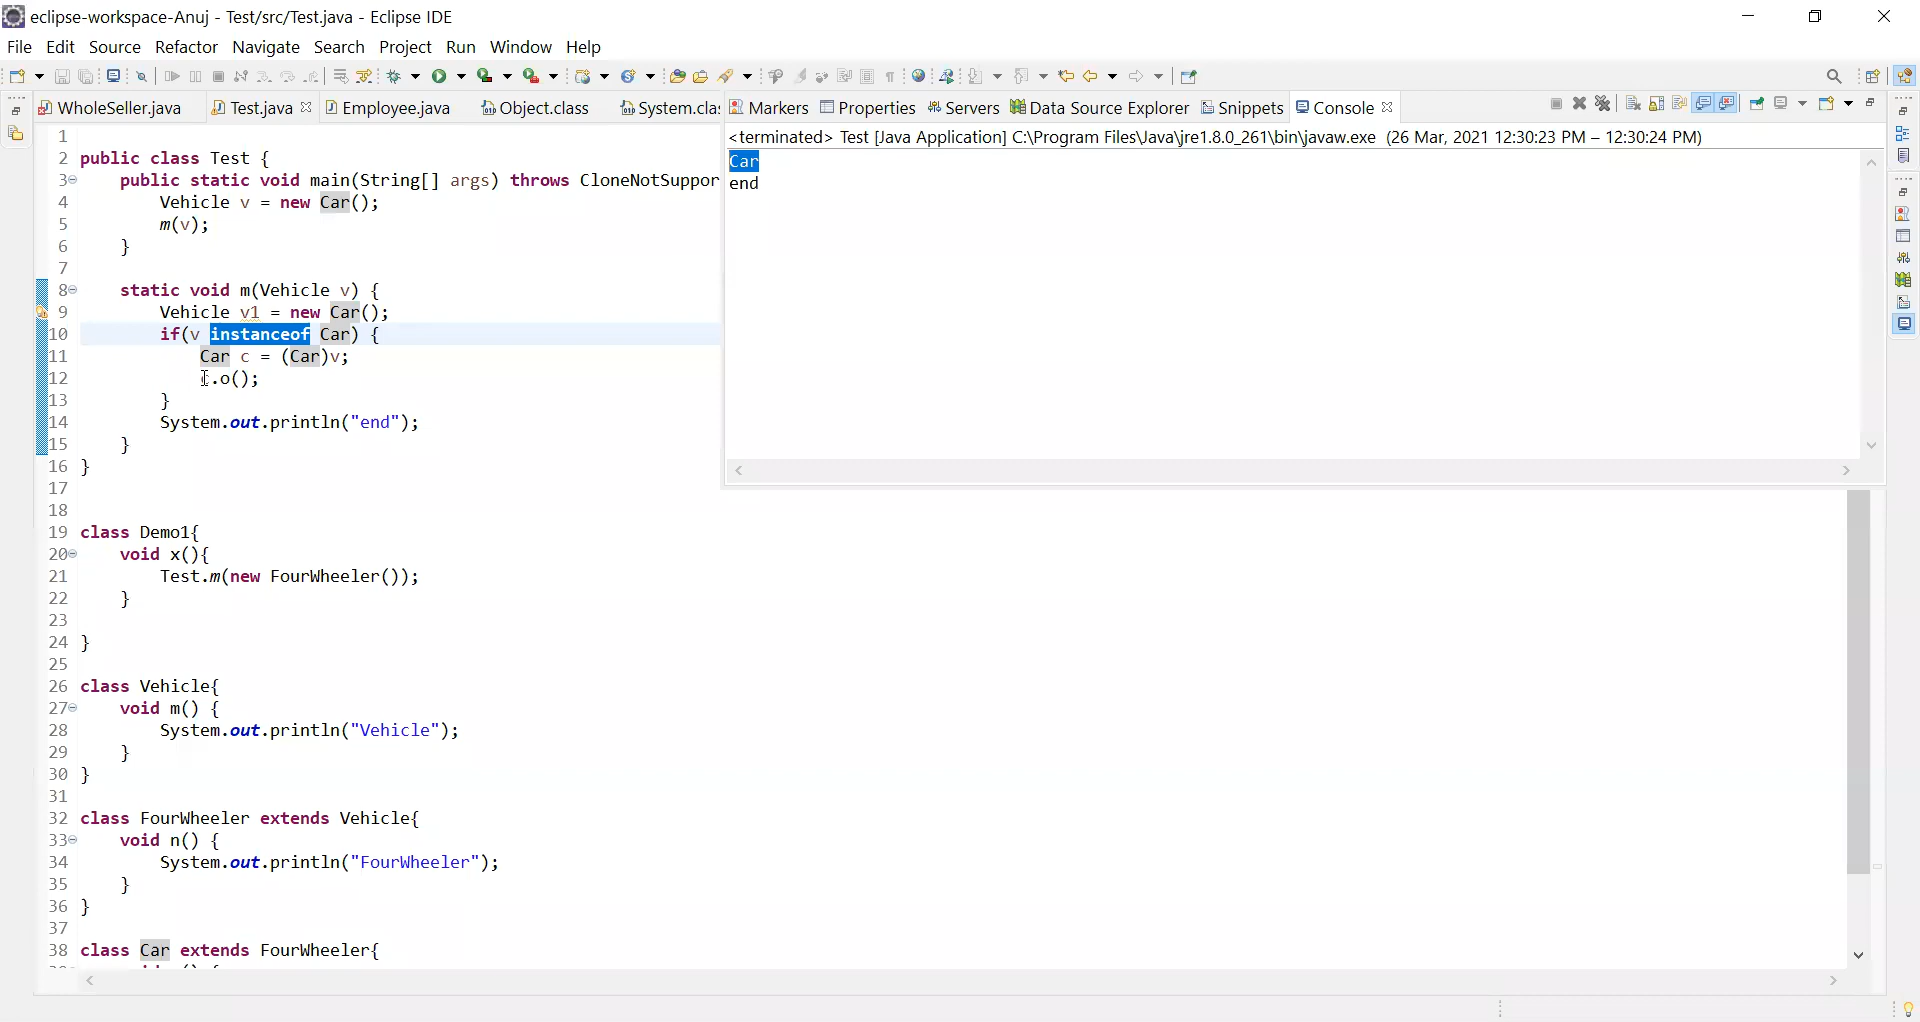 eclipse-workspace-Anuj - Test/src/Test.java - Eclipse IDE
File Edit Source Refactor Navigate Search Project Run Window Help
WholeSeller.java Test.java Employee.java Object.class System.clas Markers Properties Servers Data Source Explorer Snippets Console
<terminated> Test [Java Application] C:\Program Files\Java\jre1.8.0_261\bin\javaw.exe (26 Mar, 2021 12:30:23 PM – 12:30:24 PM)
Car
end
1
2 public class Test {
3 public static void main(String[] args) throws CloneNotSuppor
4 Vehicle v = new Car();
5 m(v);
6 }
7
8 static void m(Vehicle v) {
9 Vehicle v1 = new Car();
10 if(v instanceof Car) {
11 Car c = (Car)v;
12 c.o();
13 }
14 System.out.println("end");
15 }
16 }
17
18
19 class Demo1{
20 void x(){
21 Test.m(new FourWheeler());
22 }
23
24 }
25
26 class Vehicle{
27 void m() {
28 System.out.println("Vehicle");
29 }
30 }
31
32 class FourWheeler extends Vehicle{
33 void n() {
34 System.out.println("FourWheeler");
35 }
36 }
37
38 class Car extends FourWheeler{